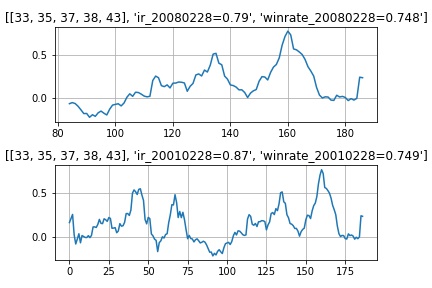 [[33, 35, 37, 38, 43], 'ir_20080228=0.79', 'winrate_20080228=0.748']
0.5
0.0
80 100 120 140 160 180
[[33, 35, 37, 38, 43], 'ir_20010228=0.87', 'winrate_20010228=0.749']
0.5
0.0
0 25 50 75 100 125 150 175